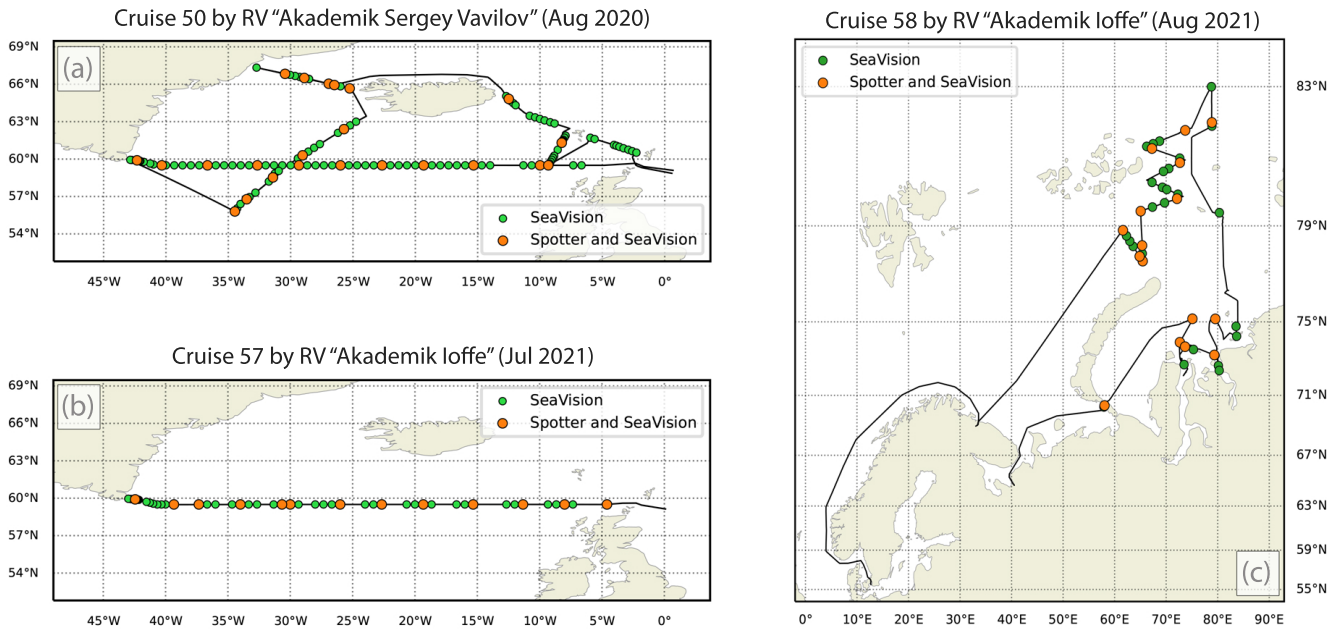 Cruise 50 by RV “Akademik Sergey Vavilov” (Aug 2020)
(a)
69°N
66°N
63°N
60°N
57°N
54°N
SeaVision
Spotter and SeaVision
45°W 40°W 35°W 30°W 25°W 20°W 15°W 10°W 5°W 0°
Cruise 57 by RV “Akademik Ioffe” (Jul 2021)
(b)
69°N
66°N
63°N
60°N
57°N
54°N
SeaVision
Spotter and SeaVision
45°W 40°W 35°W 30°W 25°W 20°W 15°W 10°W 5°W 0°
Cruise 58 by RV “Akademik Ioffe” (Aug 2021)
SeaVision
Spotter and SeaVision
83°N
79°N
75°N
71°N
67°N
63°N
59°N
55°N
(c)
0° 10°E 20°E 30°E 40°E 50°E 60°E 70°E 80°E 90°E